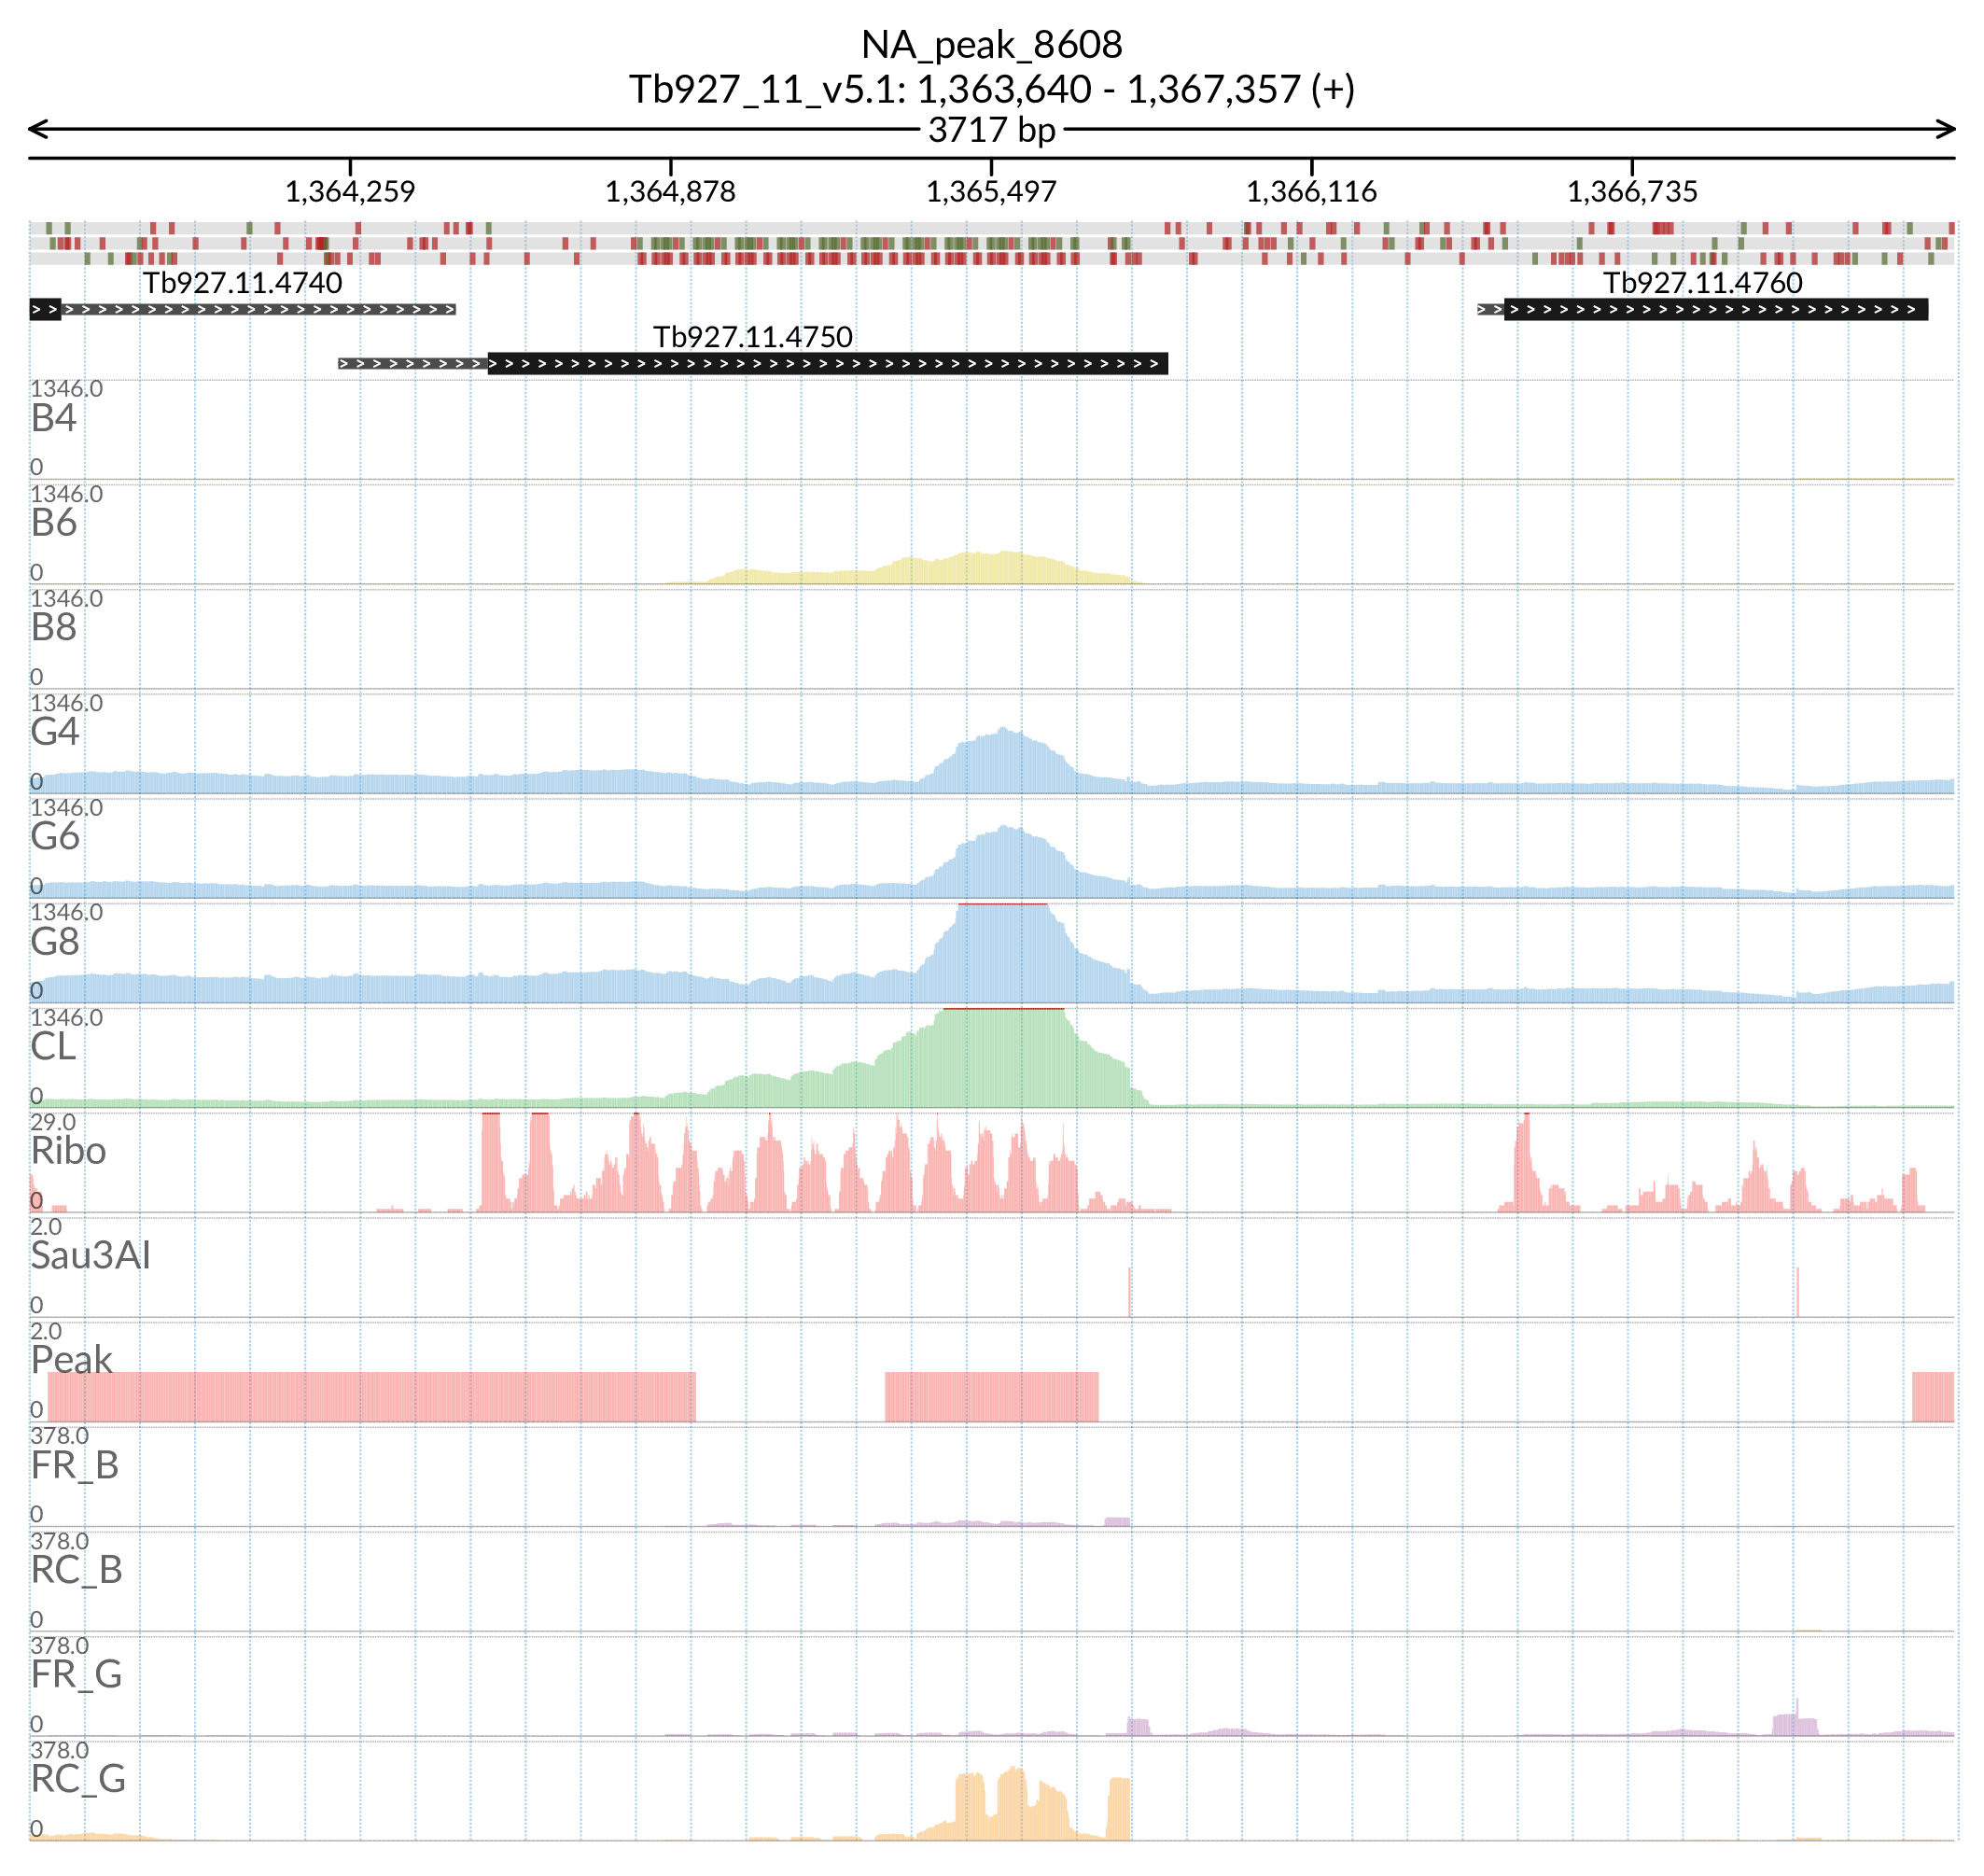 NA_peak_8608
Tb927_11_v5.1: 1,363,640 - 1,367,357 (+)
3717 bp
1,364,259 1,364,878 1,365,497 1,366,116 1,366,735
Tb927.11.4740 Tb927.11.4760
Tb927.11.4750
1346.0
B4
0
1346.0
B6
0
1346.0
B8
0
1346.0
G4
0
1346.0
G6
0
1346.0
G8
0
1346.0
CL
0
29.0
Ribo
0
2.0
Sau3AI
0
2.0
Peak
0
378.0
FR_B
0
378.0
RC_B
0
378.0
FR_G
0
378.0
RC_G
0